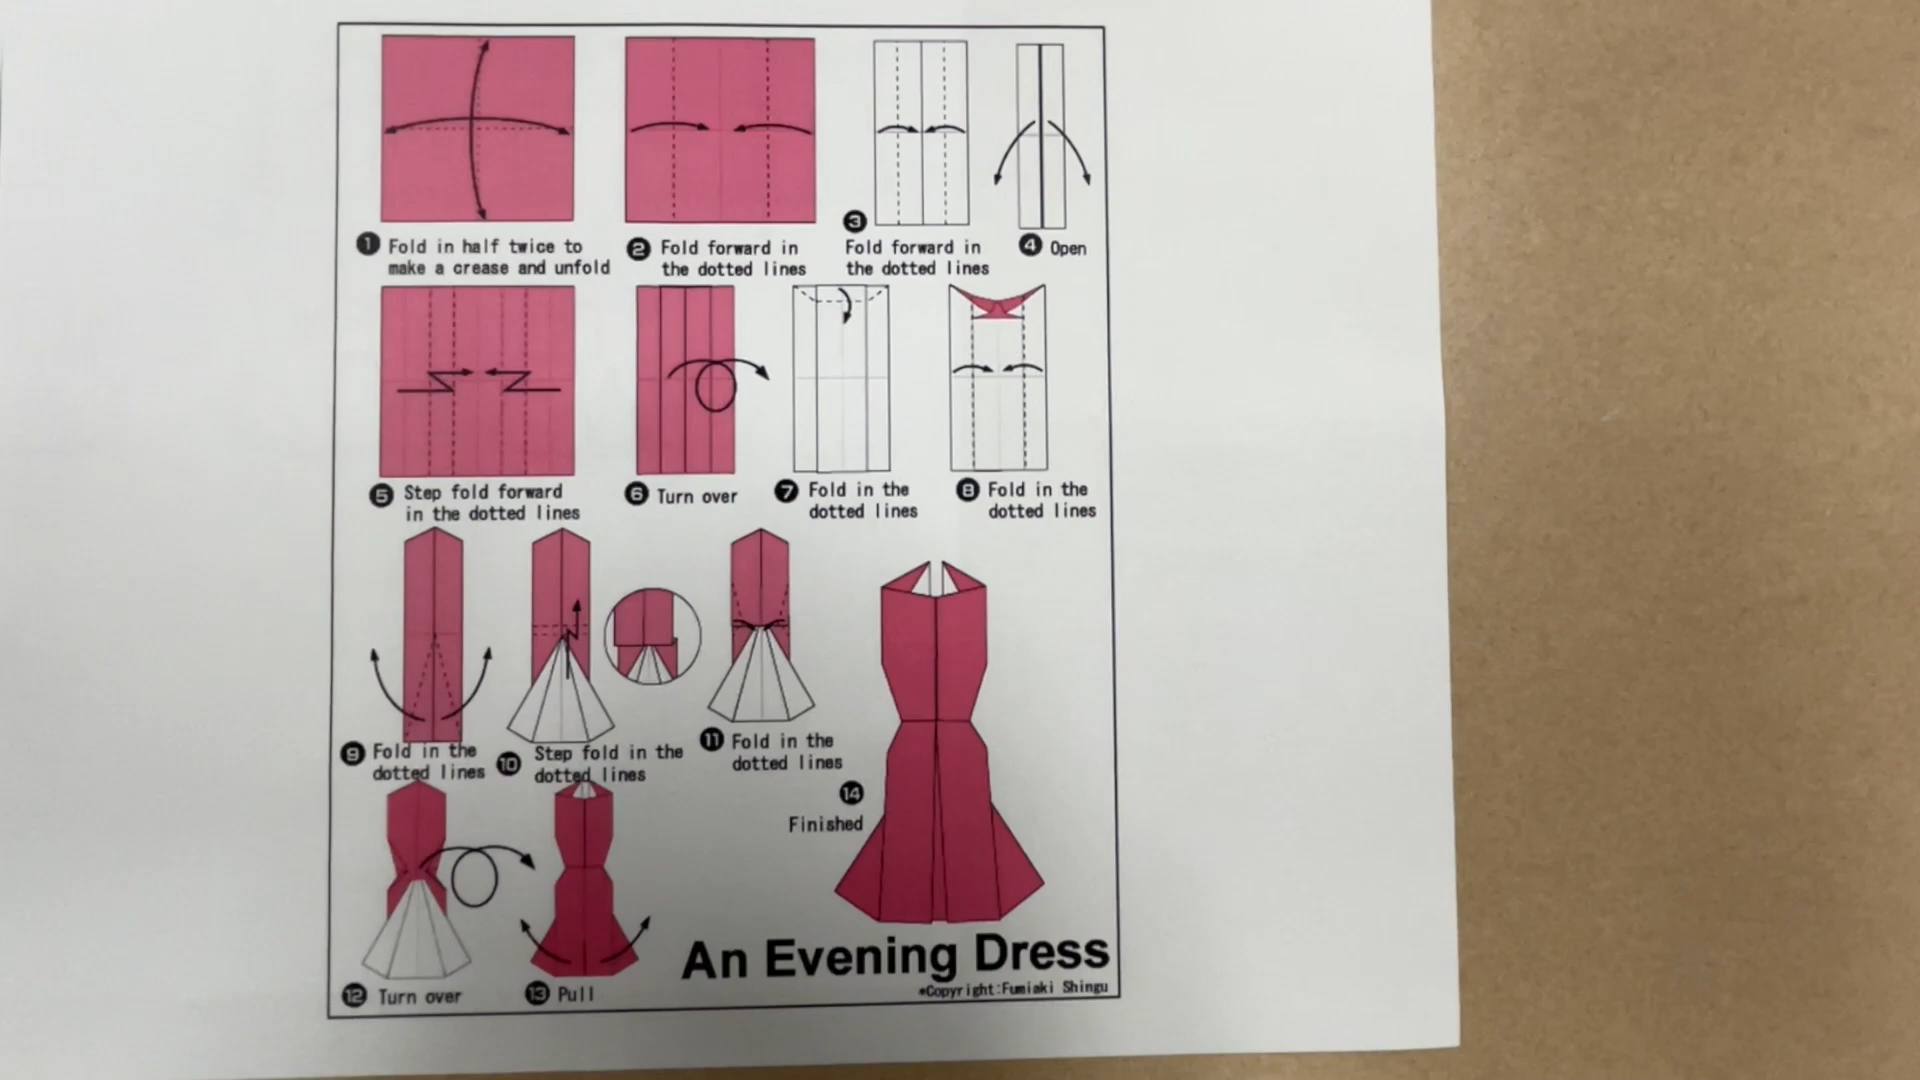 1 Fold in half twice to
make a crease and unfold
2 Fold forward in
the dotted lines
3
Fold forward in
the dotted lines
4 Open
5 Step fold forward
in the dotted lines
6 Turn over
7 Fold in the
dotted lines
8 Fold in the
dotted lines
9 Fold in the
dotted lines
10 Step fold in the
dotted lines
11 Fold in the
dotted lines
12 Turn over
13 Pull
14
Finished
An Evening Dress
*Copyright:Fumiaki Shingu